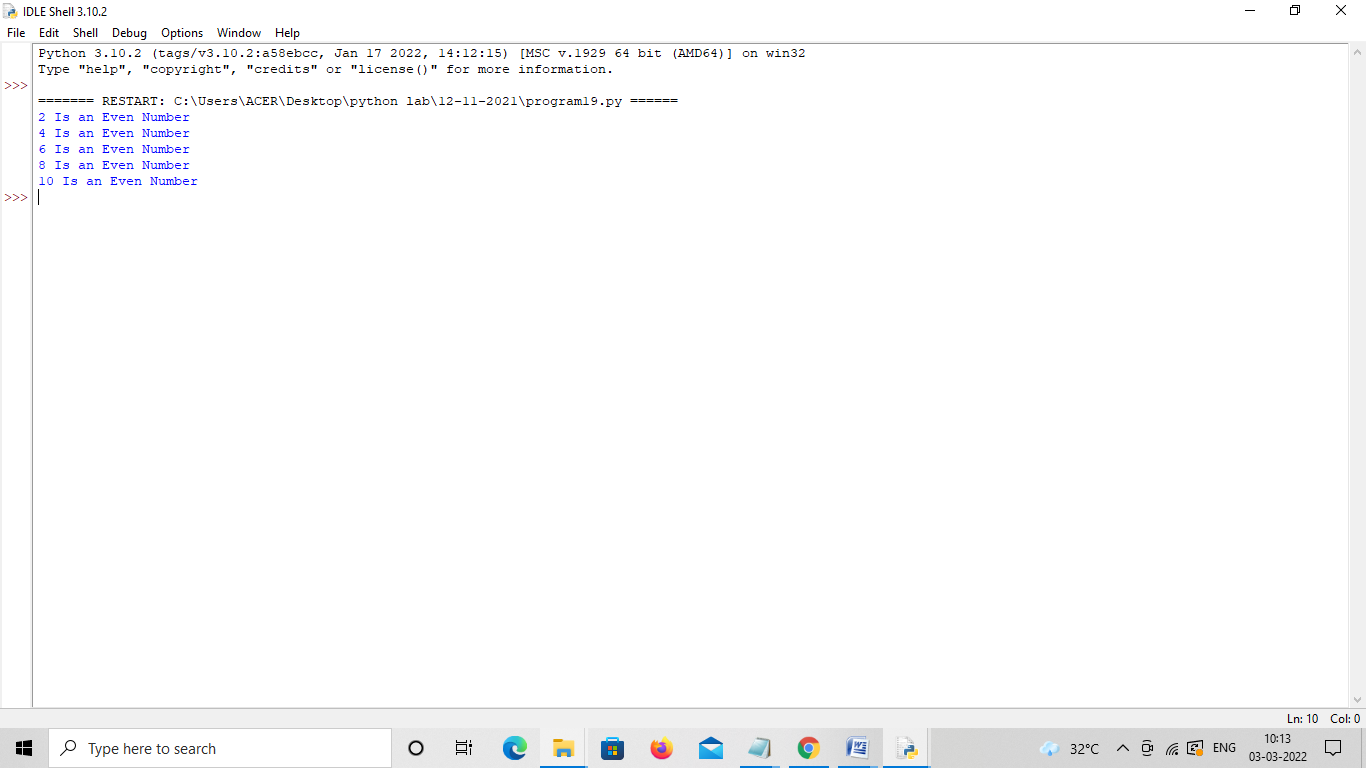 IDLE Shell 3.10.2
File Edit Shell Debug Options Window Help
Python 3.10.2 (tags/v3.10.2:a58ebcc, Jan 17 2022, 14:12:15) [MSC v.1929 64 bit (AMD64)] on win32
Type "help", "copyright", "credits" or "license()" for more information.
>>>
======= RESTART: C:\Users\ACER\Desktop\python lab\12-11-2021\program19.py ======
2 Is an Even Number
4 Is an Even Number
6 Is an Even Number
8 Is an Even Number
10 Is an Even Number
>>>
Ln: 10 Col: 0
Type here to search
32°C ENG 10:13
03-03-2022